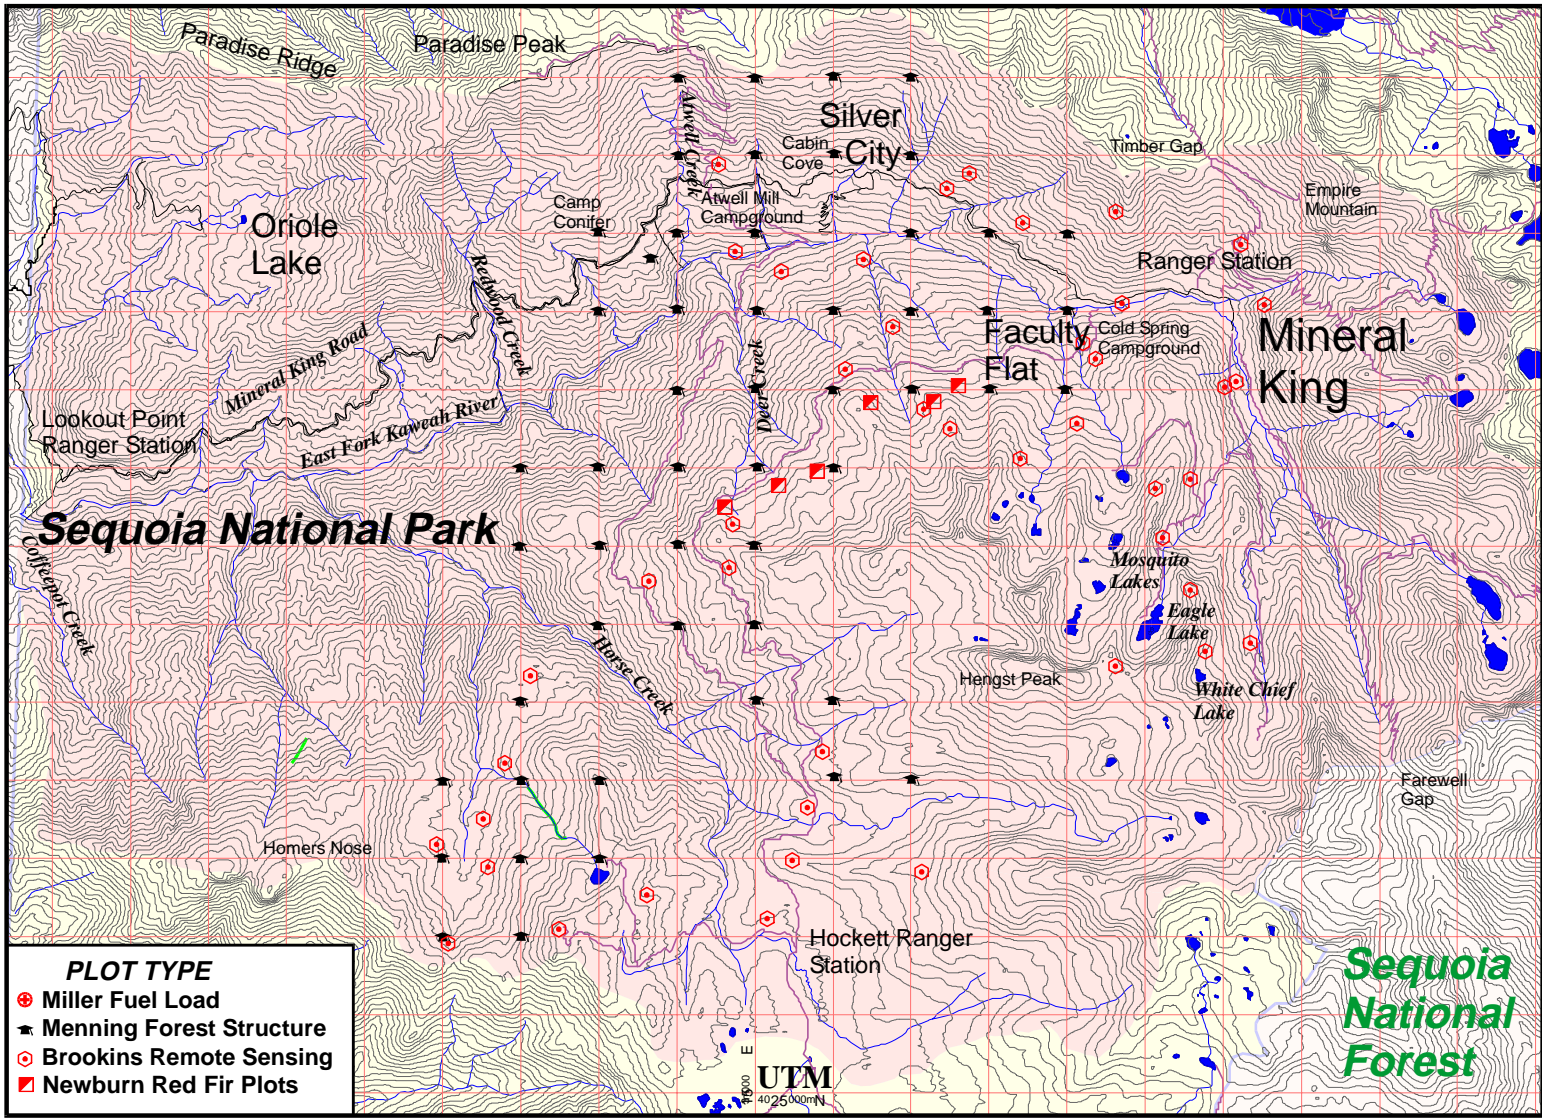 Paradise Ridge
Paradise Peak
Silver
City
Cabin
Cove
Atwell Creek
Timber Gap
Empire
Mountain
Camp
Conifer
Atwell Mill
Campground
Oriole
Lake
Redwood Creek
Ranger Station
Mineral King Road
Faculty
Flat
Cold Spring
Campground
Mineral
King
Deer Creek
Lookout Point
Ranger Station
East Fork Kaweah River
Sequoia National Park
Coffeepot Creek
Mosquito
Lakes
Eagle
Lake
Horse Creek
Hengst Peak
White Chief
Lake
Farewell
Gap
Homers Nose
Hockett Ranger
Station
Sequoia
National
Forest
PLOT TYPE
Miller Fuel Load
Menning Forest Structure
Brookins Remote Sensing
Newburn Red Fir Plots
E
UTM
4025000mN